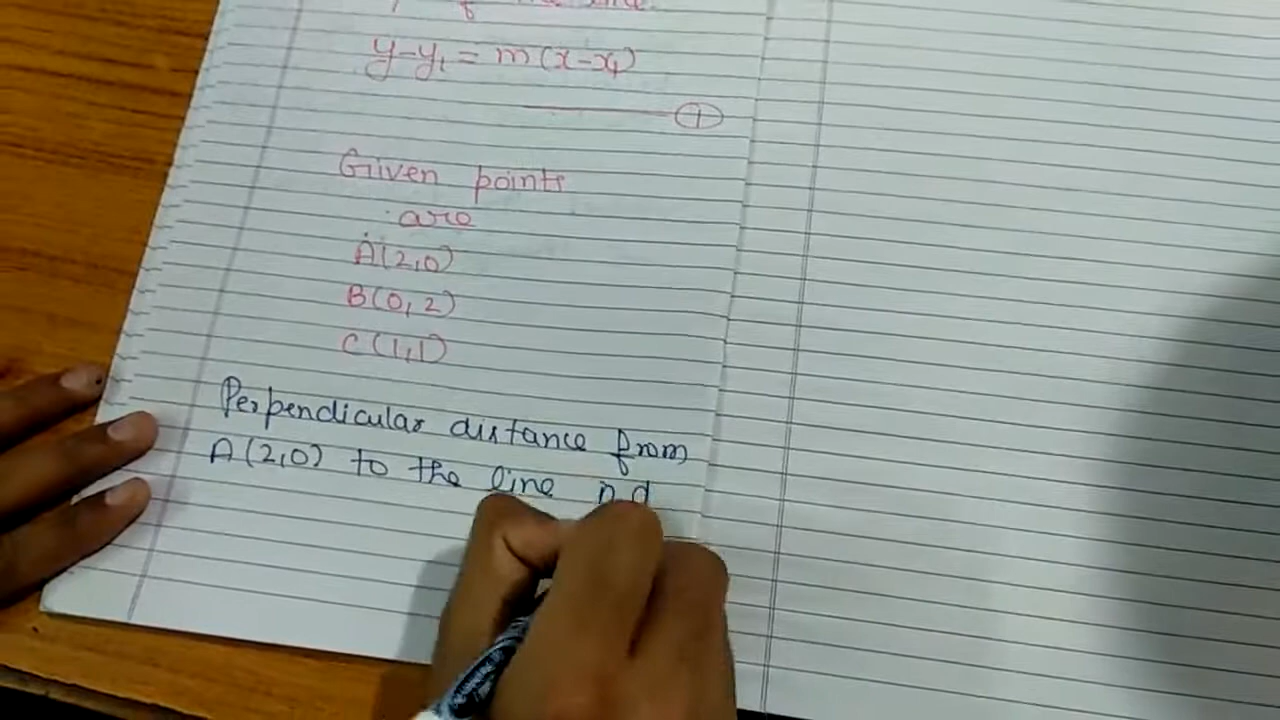 y-y₁ = m(x-x₁)
①
Given points
are
A(2,0)
B(0,2)
C(1,1)
Perpendicular distance from
A(2,0) to the line